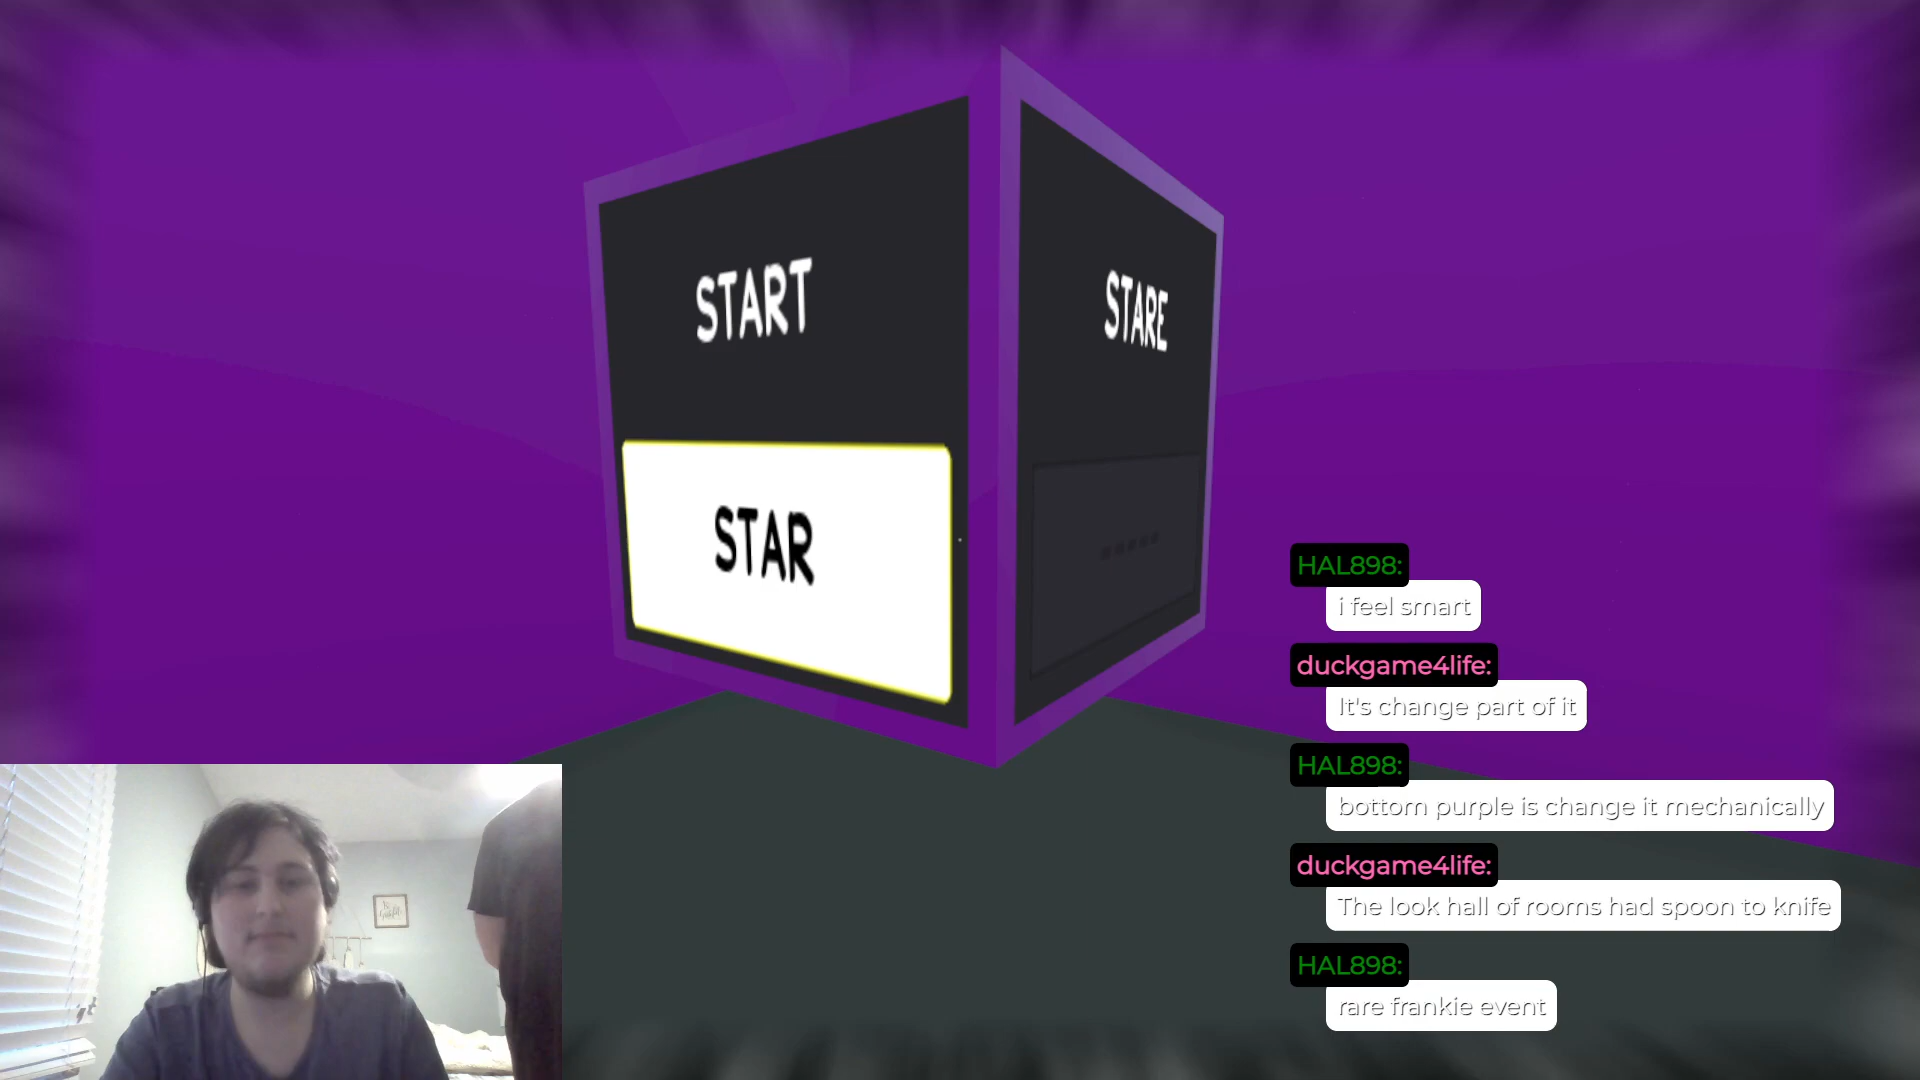 START
STARE
STAR
HAL898:
i feel smart
duckgame4life:
It's change part of it
HAL898:
bottom purple is change it mechanically
duckgame4life:
The look hall of rooms had spoon to knife
HAL898:
rare frankie event